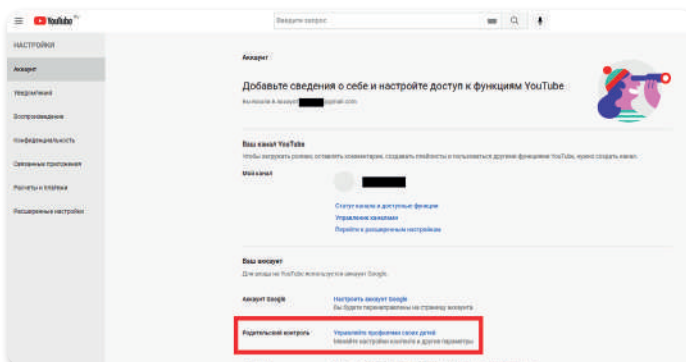 YouTube RU
Введите запрос
НАСТРОЙКИ
Аккаунт
Уведомления
Воспроизведение
Конфиденциальность
Связанные приложения
Расчеты и платежи
Расширенные настройки
Аккаунт
Добавьте сведения о себе и настройте доступ к функциям YouTube
Вы вошли в аккаунт @gmail.com.
Ваш канал YouTube
Чтобы загружать ролики, оставлять комментарии, создавать плейлисты и пользоваться другими функциями YouTube, нужно создать канал.
Мой канал
Статус канала и доступные функции
Управление каналами
Перейти к расширенным настройкам
Ваш аккаунт
Для входа на YouTube используется аккаунт Google.
Аккаунт Google
Настроить аккаунт Google
Вы будете перенаправлены на страницу аккаунта
Родительский контроль
Управляйте профилями своих детей
Меняйте настройки контента и другие параметры